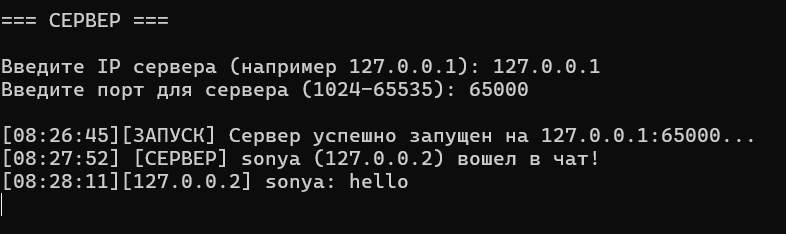 === СЕРВЕР ===
Введите IP сервера (например 127.0.0.1): 127.0.0.1
Введите порт для сервера (1024-65535): 65000
[08:26:45][ЗАПУСК] Сервер успешно запущен на 127.0.0.1:65000...
[08:27:52] [СЕРВЕР] sonya (127.0.0.2) вошел в чат!
[08:28:11][127.0.0.2] sonya: hello